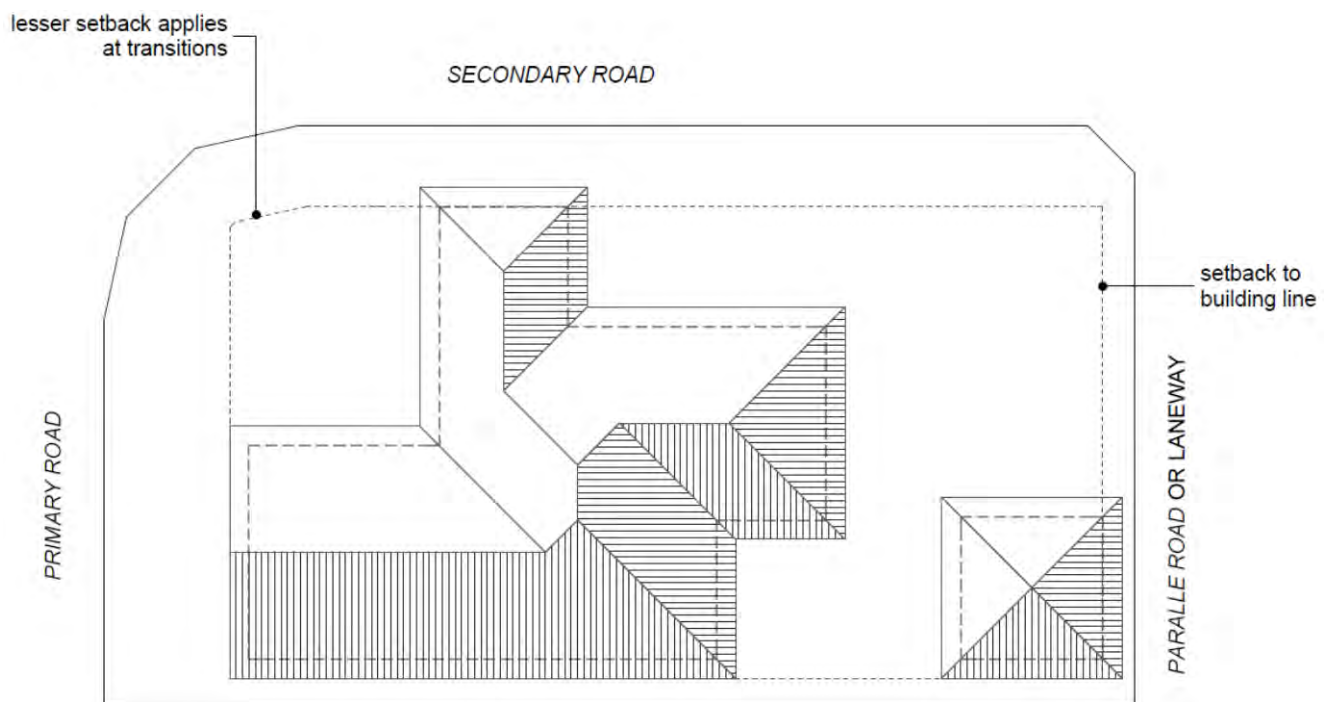 lesser setback applies
at transitions
SECONDARY ROAD
setback to
building line
PRIMARY ROAD
PARALLE ROAD OR LANEWAY